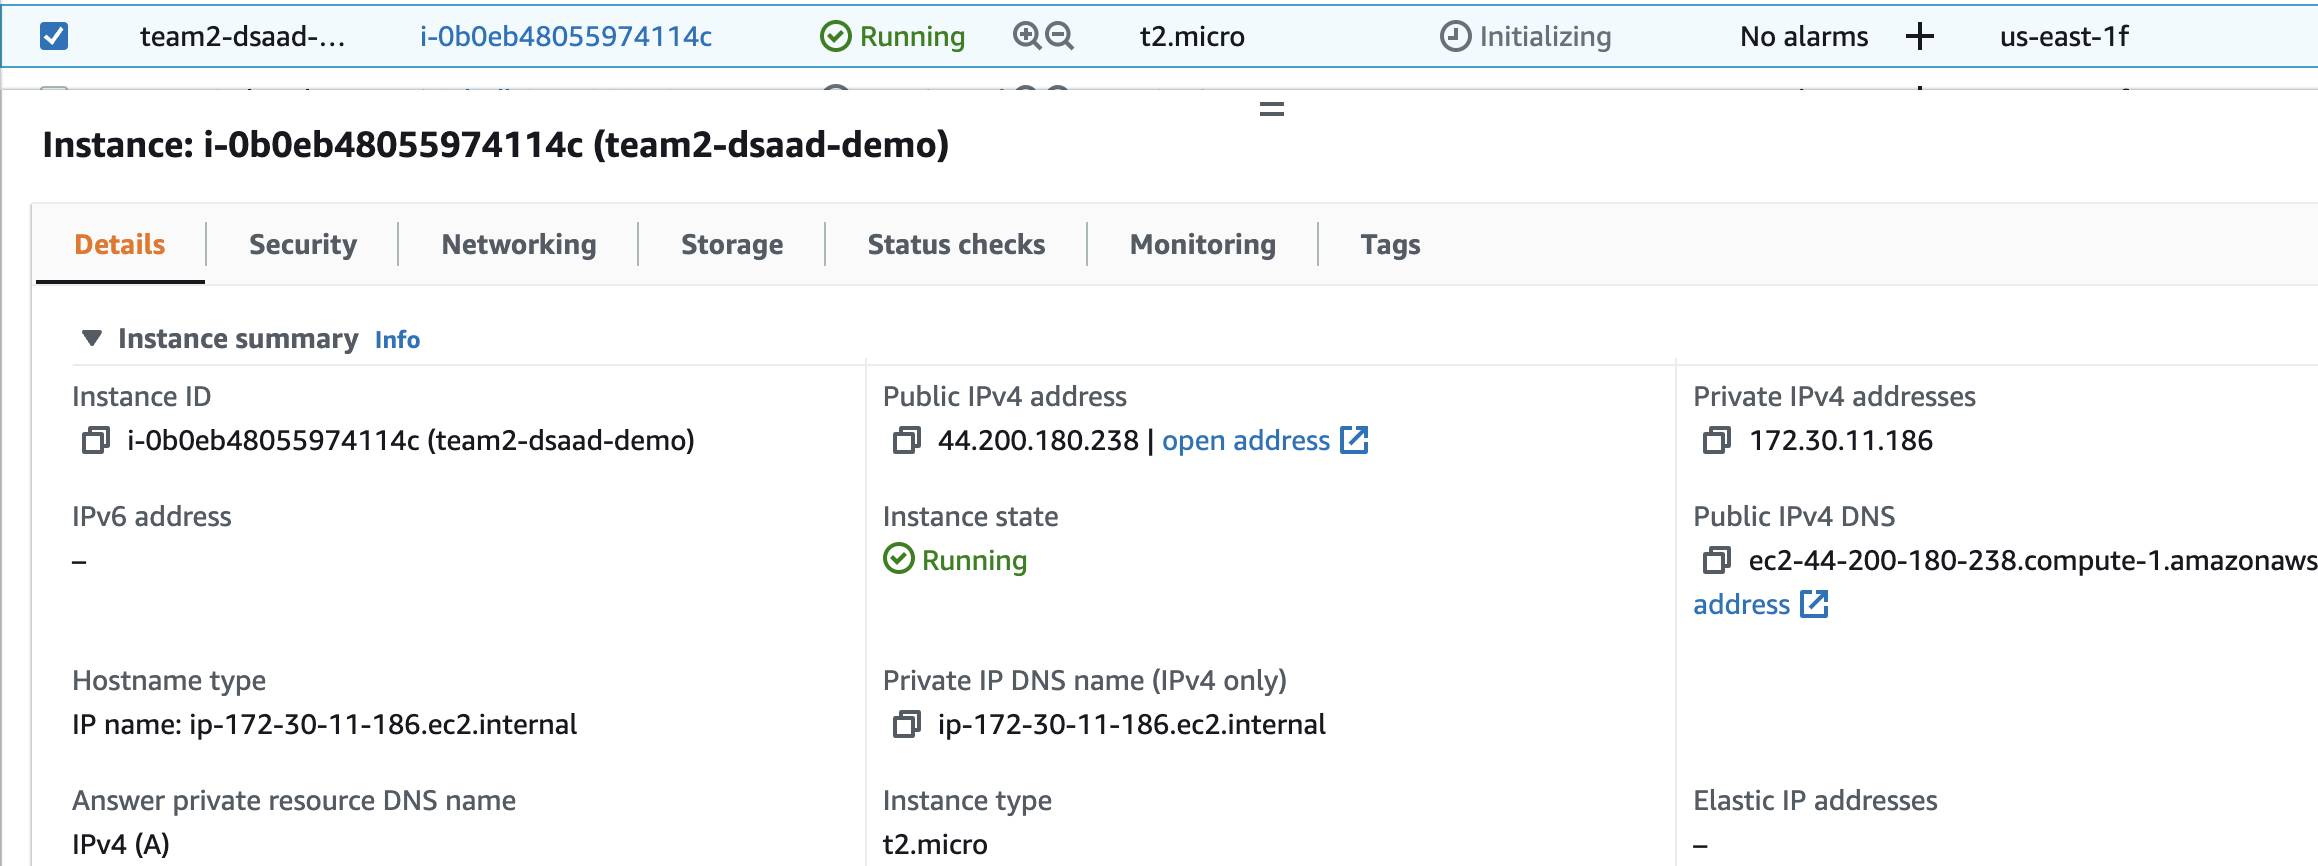 team2-dsaad-... i-0b0eb48055974114c Running t2.micro Initializing No alarms + us-east-1f
Instance: i-0b0eb48055974114c (team2-dsaad-demo)
Details Security Networking Storage Status checks Monitoring Tags
Instance summary Info
Instance ID
i-0b0eb48055974114c (team2-dsaad-demo)
Public IPv4 address
44.200.180.238 | open address
Private IPv4 addresses
172.30.11.186
IPv6 address
–
Instance state
Running
Public IPv4 DNS
ec2-44-200-180-238.compute-1.amazonaws
address
Hostname type
IP name: ip-172-30-11-186.ec2.internal
Private IP DNS name (IPv4 only)
ip-172-30-11-186.ec2.internal
Answer private resource DNS name
IPv4 (A)
Instance type
t2.micro
Elastic IP addresses
–